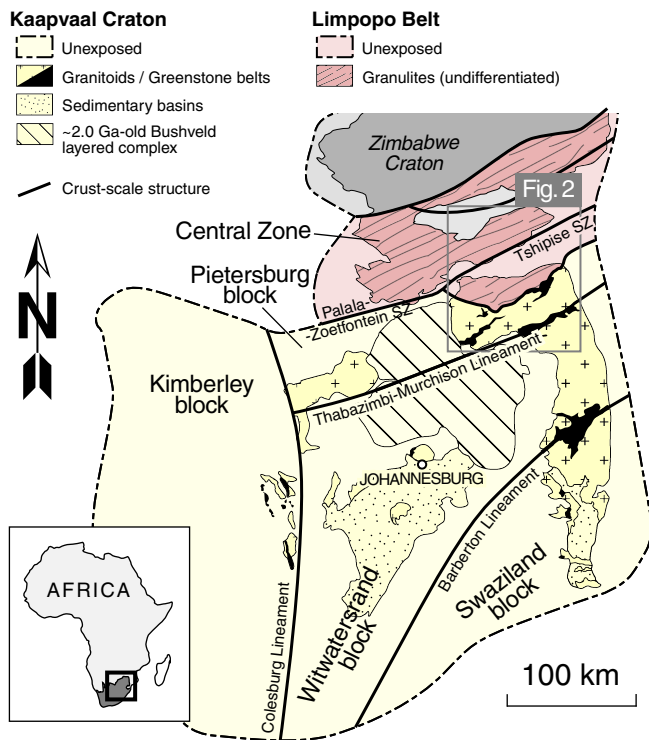 Kaapvaal Craton
Unexposed
Granitoids / Greenstone belts
Sedimentary basins
~2.0 Ga-old Bushveld
layered complex
Crust-scale structure
Limpopo Belt
Unexposed
Granulites (undifferentiated)
Zimbabwe
Craton
Fig. 2
Central Zone
Tshipise SZ
Pietersburg
block
Palala-
-Zoetfontein SZ
N
Kimberley
block
Thabazimbi-Murchison Lineament
JOHANNESBURG
Barberton Lineament
Swaziland
block
Witwatersrand
block
Colesburg Lineament
AFRICA
100 km